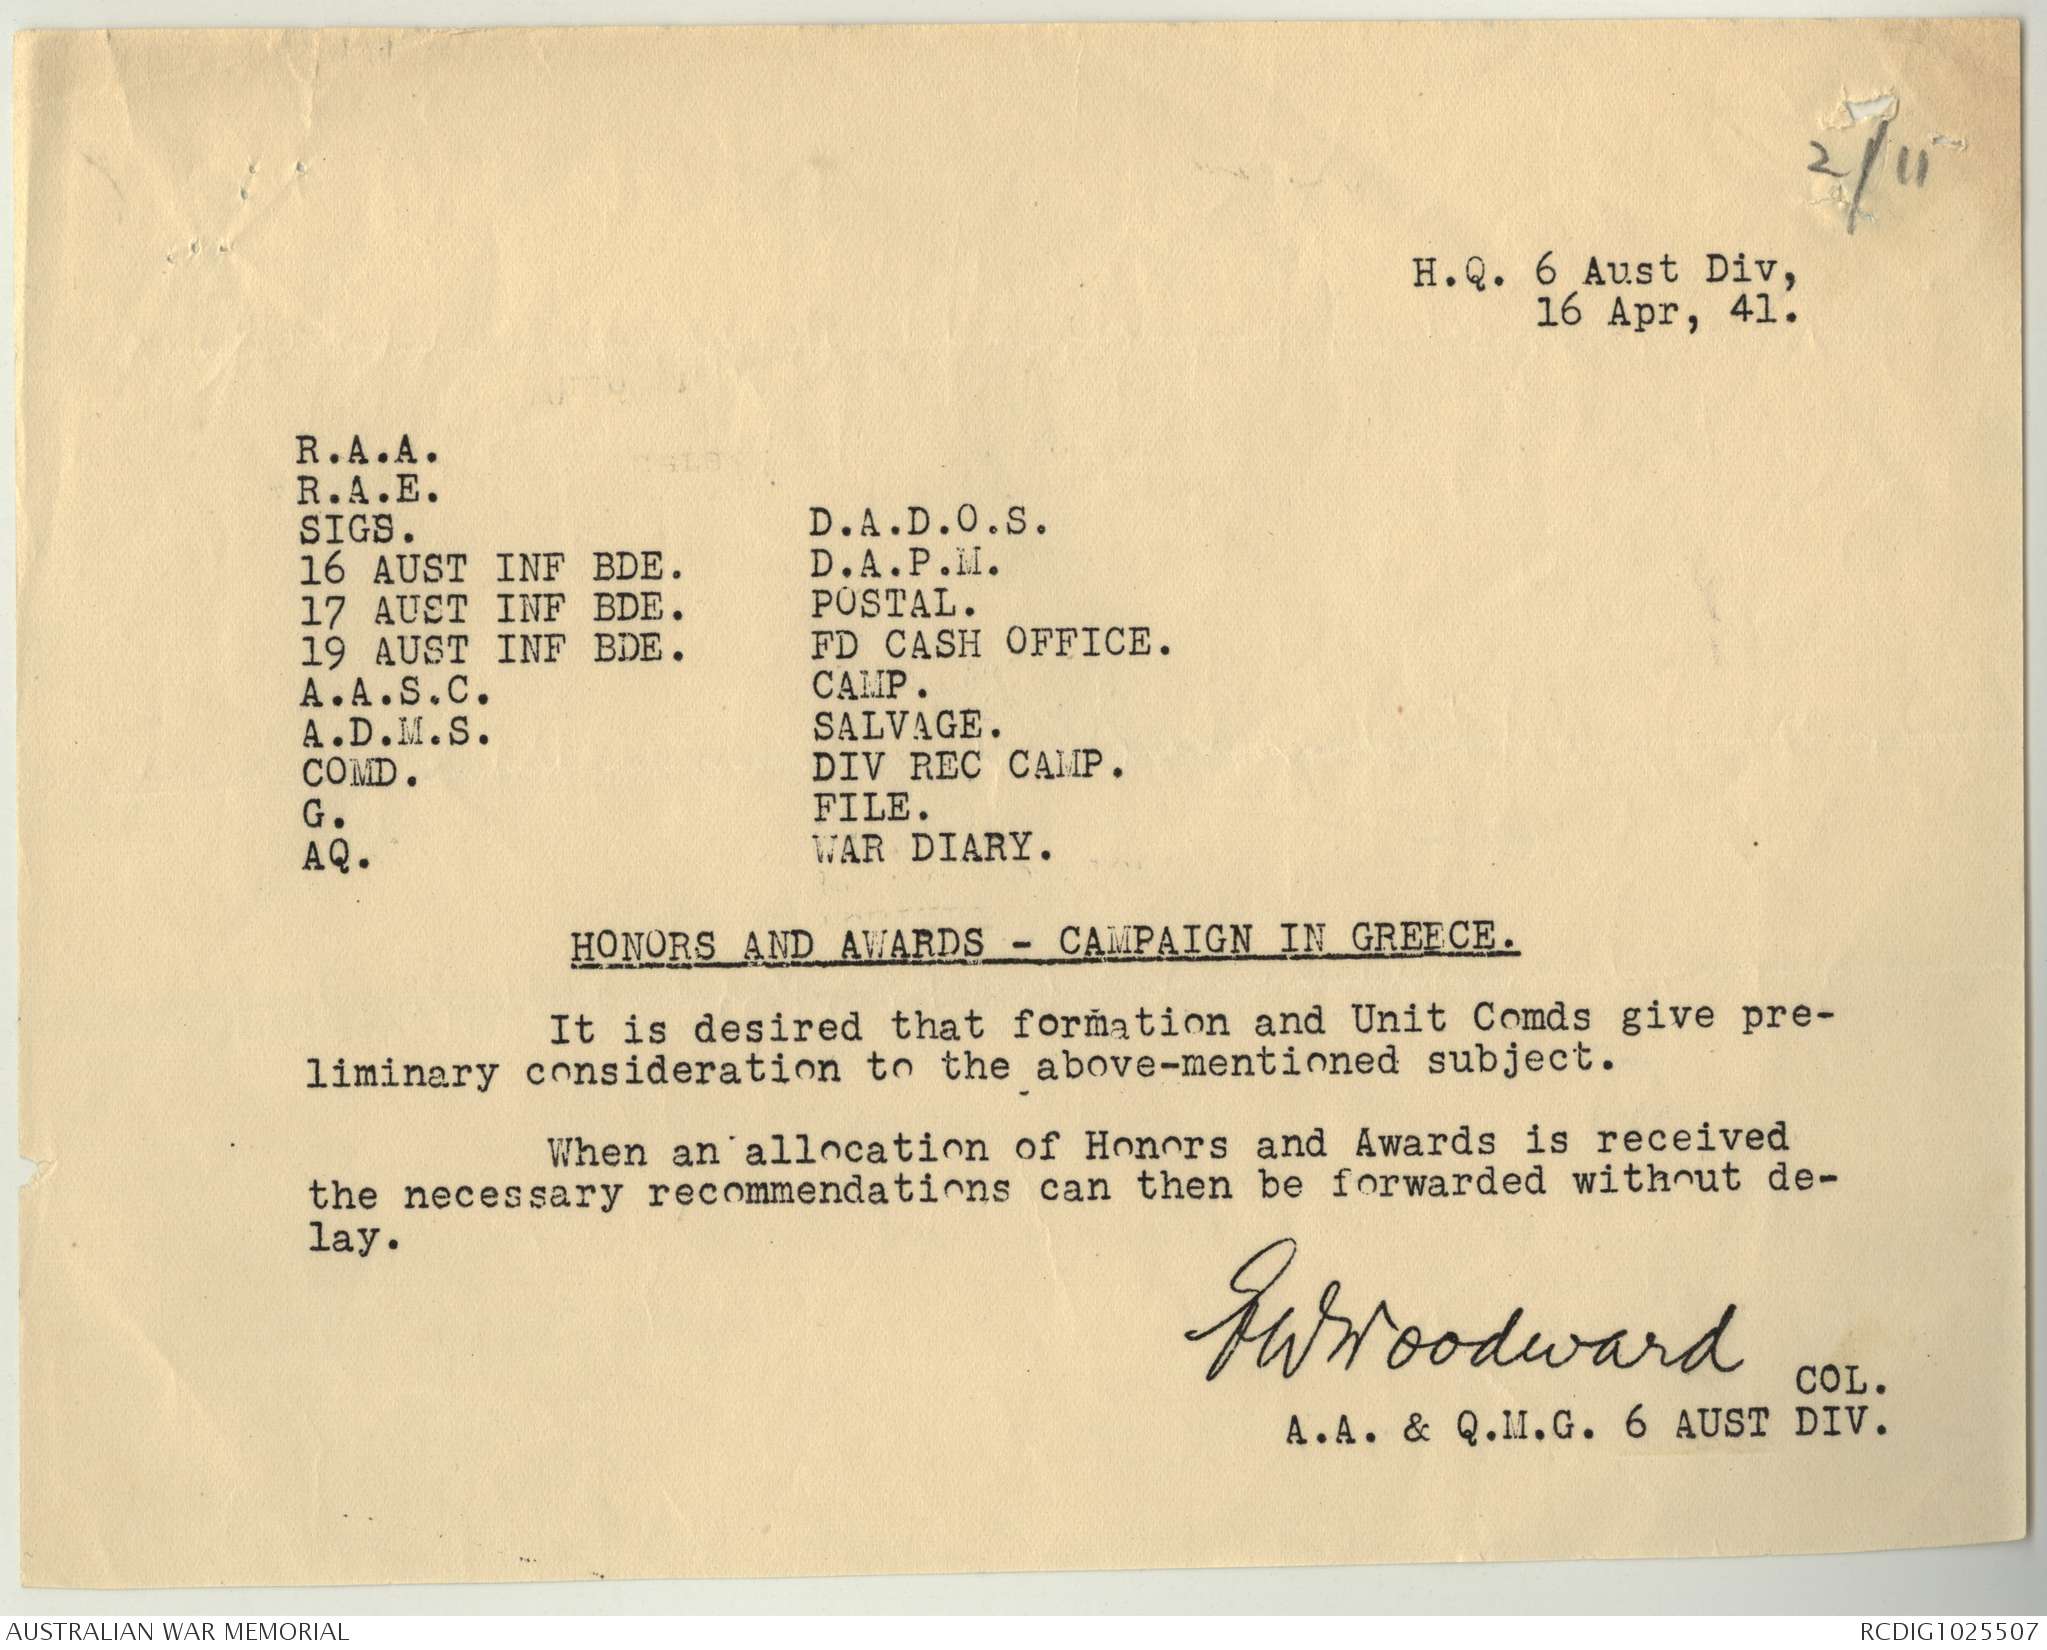 2/11
H.Q. 6 Aust Div,
16 Apr, 41.
R.A.A.
R.A.E.
SIGS.
16 AUST INF BDE.
17 AUST INF BDE.
19 AUST INF BDE.
A.A.S.C.
A.D.M.S.
COMD.
G.
AQ.
D.A.D.O.S.
D.A.P.M.
POSTAL.
FD CASH OFFICE.
CAMP.
SALVAGE.
DIV REC CAMP.
FILE.
WAR DIARY.
HONORS AND AWARDS - CAMPAIGN IN GREECE.
It is desired that formation and Unit Comds give pre-
liminary consideration to the above-mentioned subject.
When an allocation of Honors and Awards is received
the necessary recommendations can then be forwarded without de-
lay.
Woodward
COL.
A.A. & Q.M.G. 6 AUST DIV.
AUSTRALIAN WAR MEMORIAL
RCDIG1025507